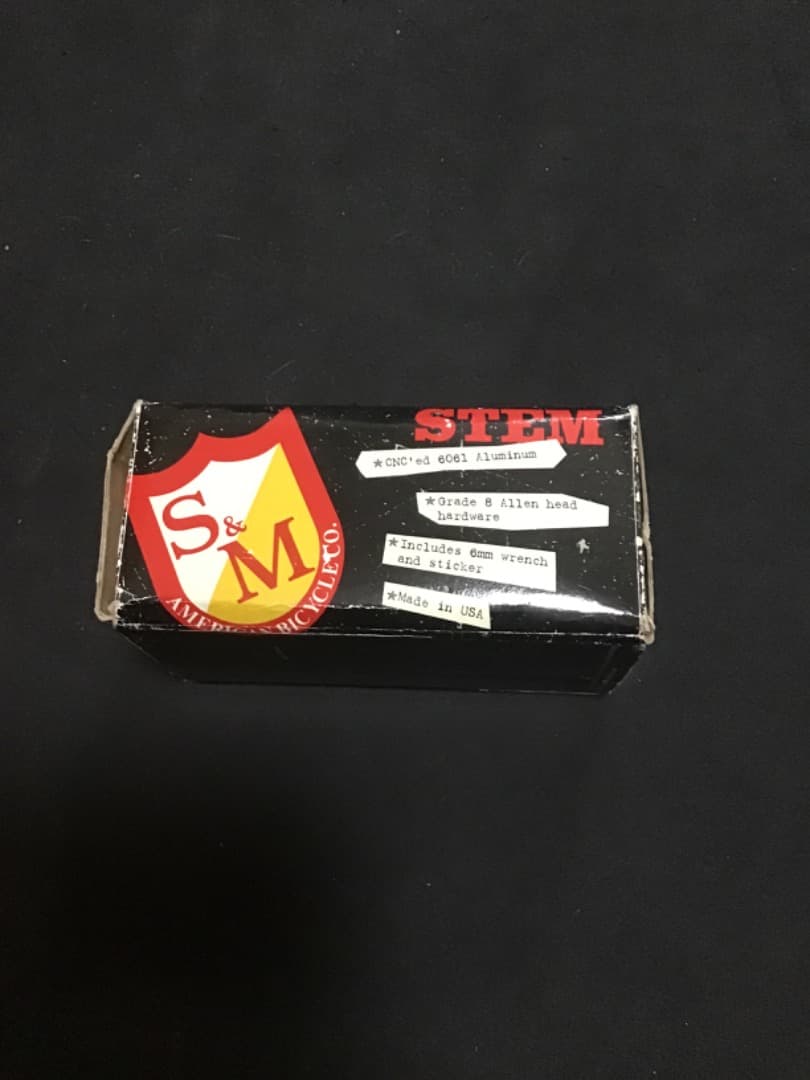 S
&
M
AMERICAN BICYCLE CO.
STEM
★CNC'ed 6061 Aluminum
★Grade 8 Allen head
hardware
★Includes 6mm wrench
and sticker
★Made in USA